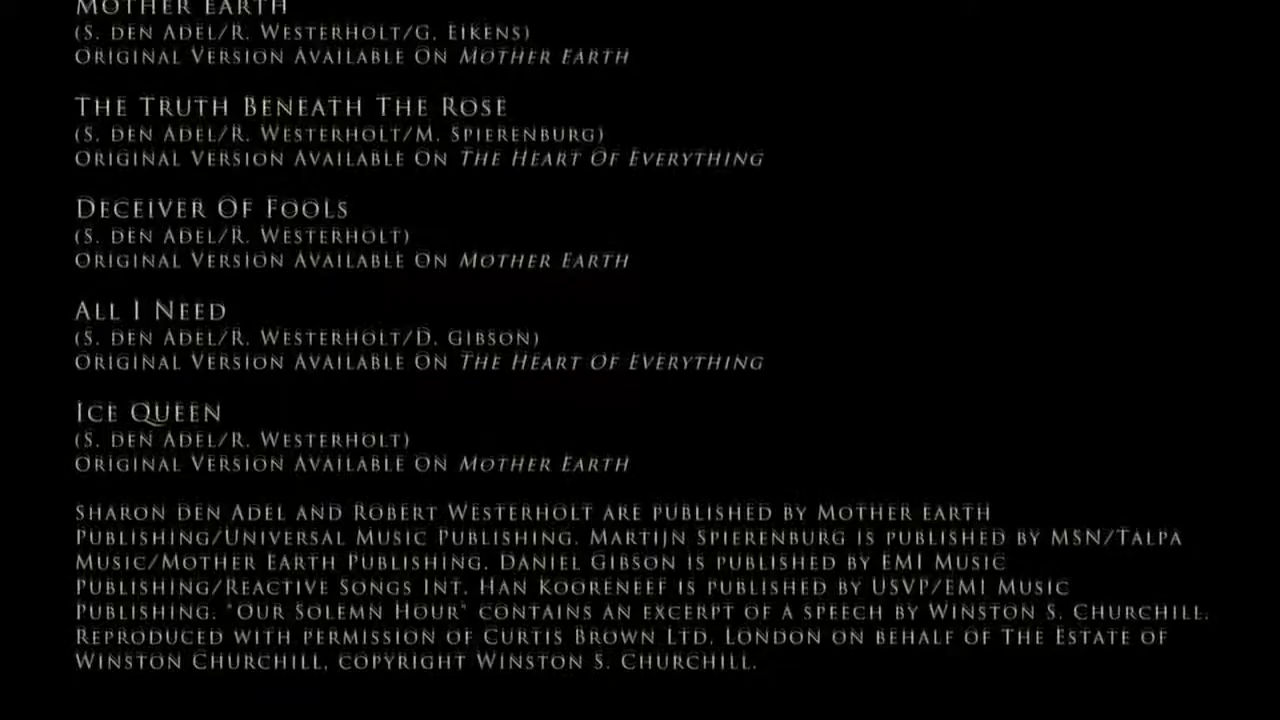 MOTHER EARTH
(S. DEN ADEL/R. WESTERHOLT/G. EIKENS)
ORIGINAL VERSION AVAILABLE ON MOTHER EARTH
THE TRUTH BENEATH THE ROSE
(S. DEN ADEL/R. WESTERHOLT/M. SPIERENBURG)
ORIGINAL VERSION AVAILABLE ON THE HEART OF EVERYTHING
DECEIVER OF FOOLS
(S. DEN ADEL/R. WESTERHOLT)
ORIGINAL VERSION AVAILABLE ON MOTHER EARTH
ALL I NEED
(S. DEN ADEL/R. WESTERHOLT/D. GIBSON)
ORIGINAL VERSION AVAILABLE ON THE HEART OF EVERYTHING
ICE QUEEN
(S. DEN ADEL/R. WESTERHOLT)
ORIGINAL VERSION AVAILABLE ON MOTHER EARTH
SHARON DEN ADEL AND ROBERT WESTERHOLT ARE PUBLISHED BY MOTHER EARTH
PUBLISHING/UNIVERSAL MUSIC PUBLISHING. MARTIJN SPIERENBURG IS PUBLISHED BY MSN/TALPA
MUSIC/MOTHER EARTH PUBLISHING. DANIEL GIBSON IS PUBLISHED BY EMI MUSIC
PUBLISHING/REACTIVE SONGS INT. HAN KOORENEEF IS PUBLISHED BY USVP/EMI MUSIC
PUBLISHING. "OUR SOLEMN HOUR" CONTAINS AN EXCERPT OF A SPEECH BY WINSTON S. CHURCHILL.
REPRODUCED WITH PERMISSION OF CURTIS BROWN LTD. LONDON ON BEHALF OF THE ESTATE OF
WINSTON CHURCHILL, COPYRIGHT WINSTON S. CHURCHILL.